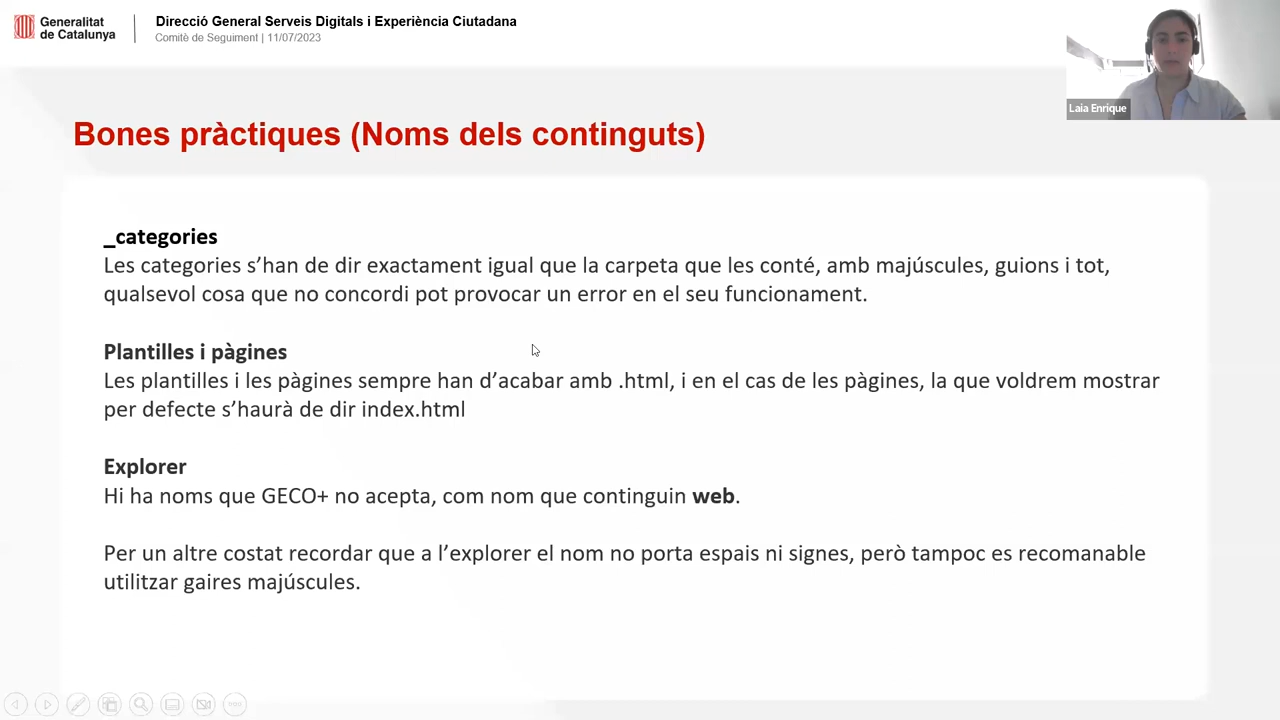 Generalitat
de Catalunya
Direcció General Serveis Digitals i Experiència Ciutadana
Comitè de Seguiment | 11/07/2023
Laia Enrique
Bones pràctiques (Noms dels continguts)
_categories
Les categories s’han de dir exactament igual que la carpeta que les conté, amb majúscules, guions i tot,
qualsevol cosa que no concordi pot provocar un error en el seu funcionament.
Plantilles i pàgines
Les plantilles i les pàgines sempre han d’acabar amb .html, i en el cas de les pàgines, la que voldrem mostrar
per defecte s’haurà de dir index.html
Explorer
Hi ha noms que GECO+ no acepta, com nom que continguin web.
Per un altre costat recordar que a l’explorer el nom no porta espais ni signes, però tampoc es recomanable
utilitzar gaires majúscules.